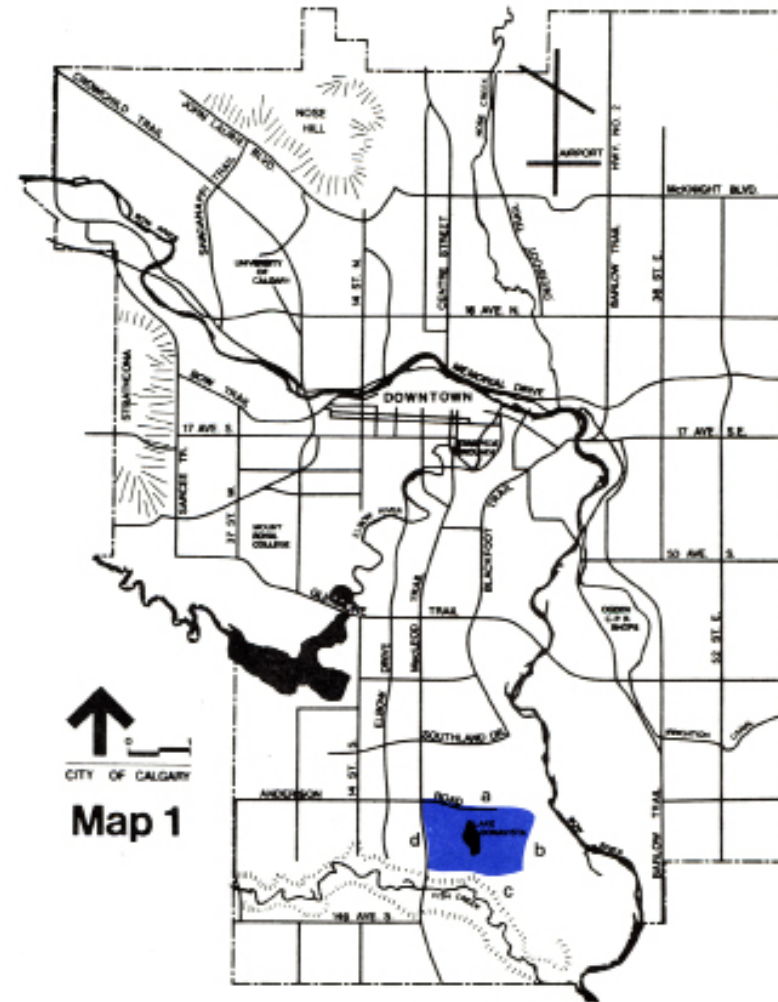 NOSE HILL
NOSE CREEK
HWY. NO. 2
CROWCHILD TRAIL
JOHN LAURIE BLVD.
AIRPORT
McKNIGHT BLVD.
SHAGANAPPI TRAIL
BOW RIVER
UNIVERSITY OF CALGARY
14 ST. N.
CENTRE STREET
DEERFOOT TRAIL
BARLOW TRAIL
36 ST. E.
16 AVE. N.
STRATHCONA
BOW TRAIL
MEMORIAL DRIVE
DOWNTOWN
17 AVE S.
17 AVE S.E.
SARCEE TR.
37 ST. W.
MOUNT ROYAL COLLEGE
ELBOW RIVER
BLACKFOOT TRAIL
50 AVE. S.
OGDEN C.P.R. SHOPS
TRAIL
ELBOW DRIVE
MacLEOD TRAIL
52 ST. E.
SOUTHLAND DR.
IRRIGATION CANAL
0
CITY OF CALGARY
Map 1
14 ST. S.
ANDERSON ROAD
a
LAKE BONAVISTA
b
d
c
BOW RIVER
BARLOW TRAIL
FISH CREEK
146 AVE. S.